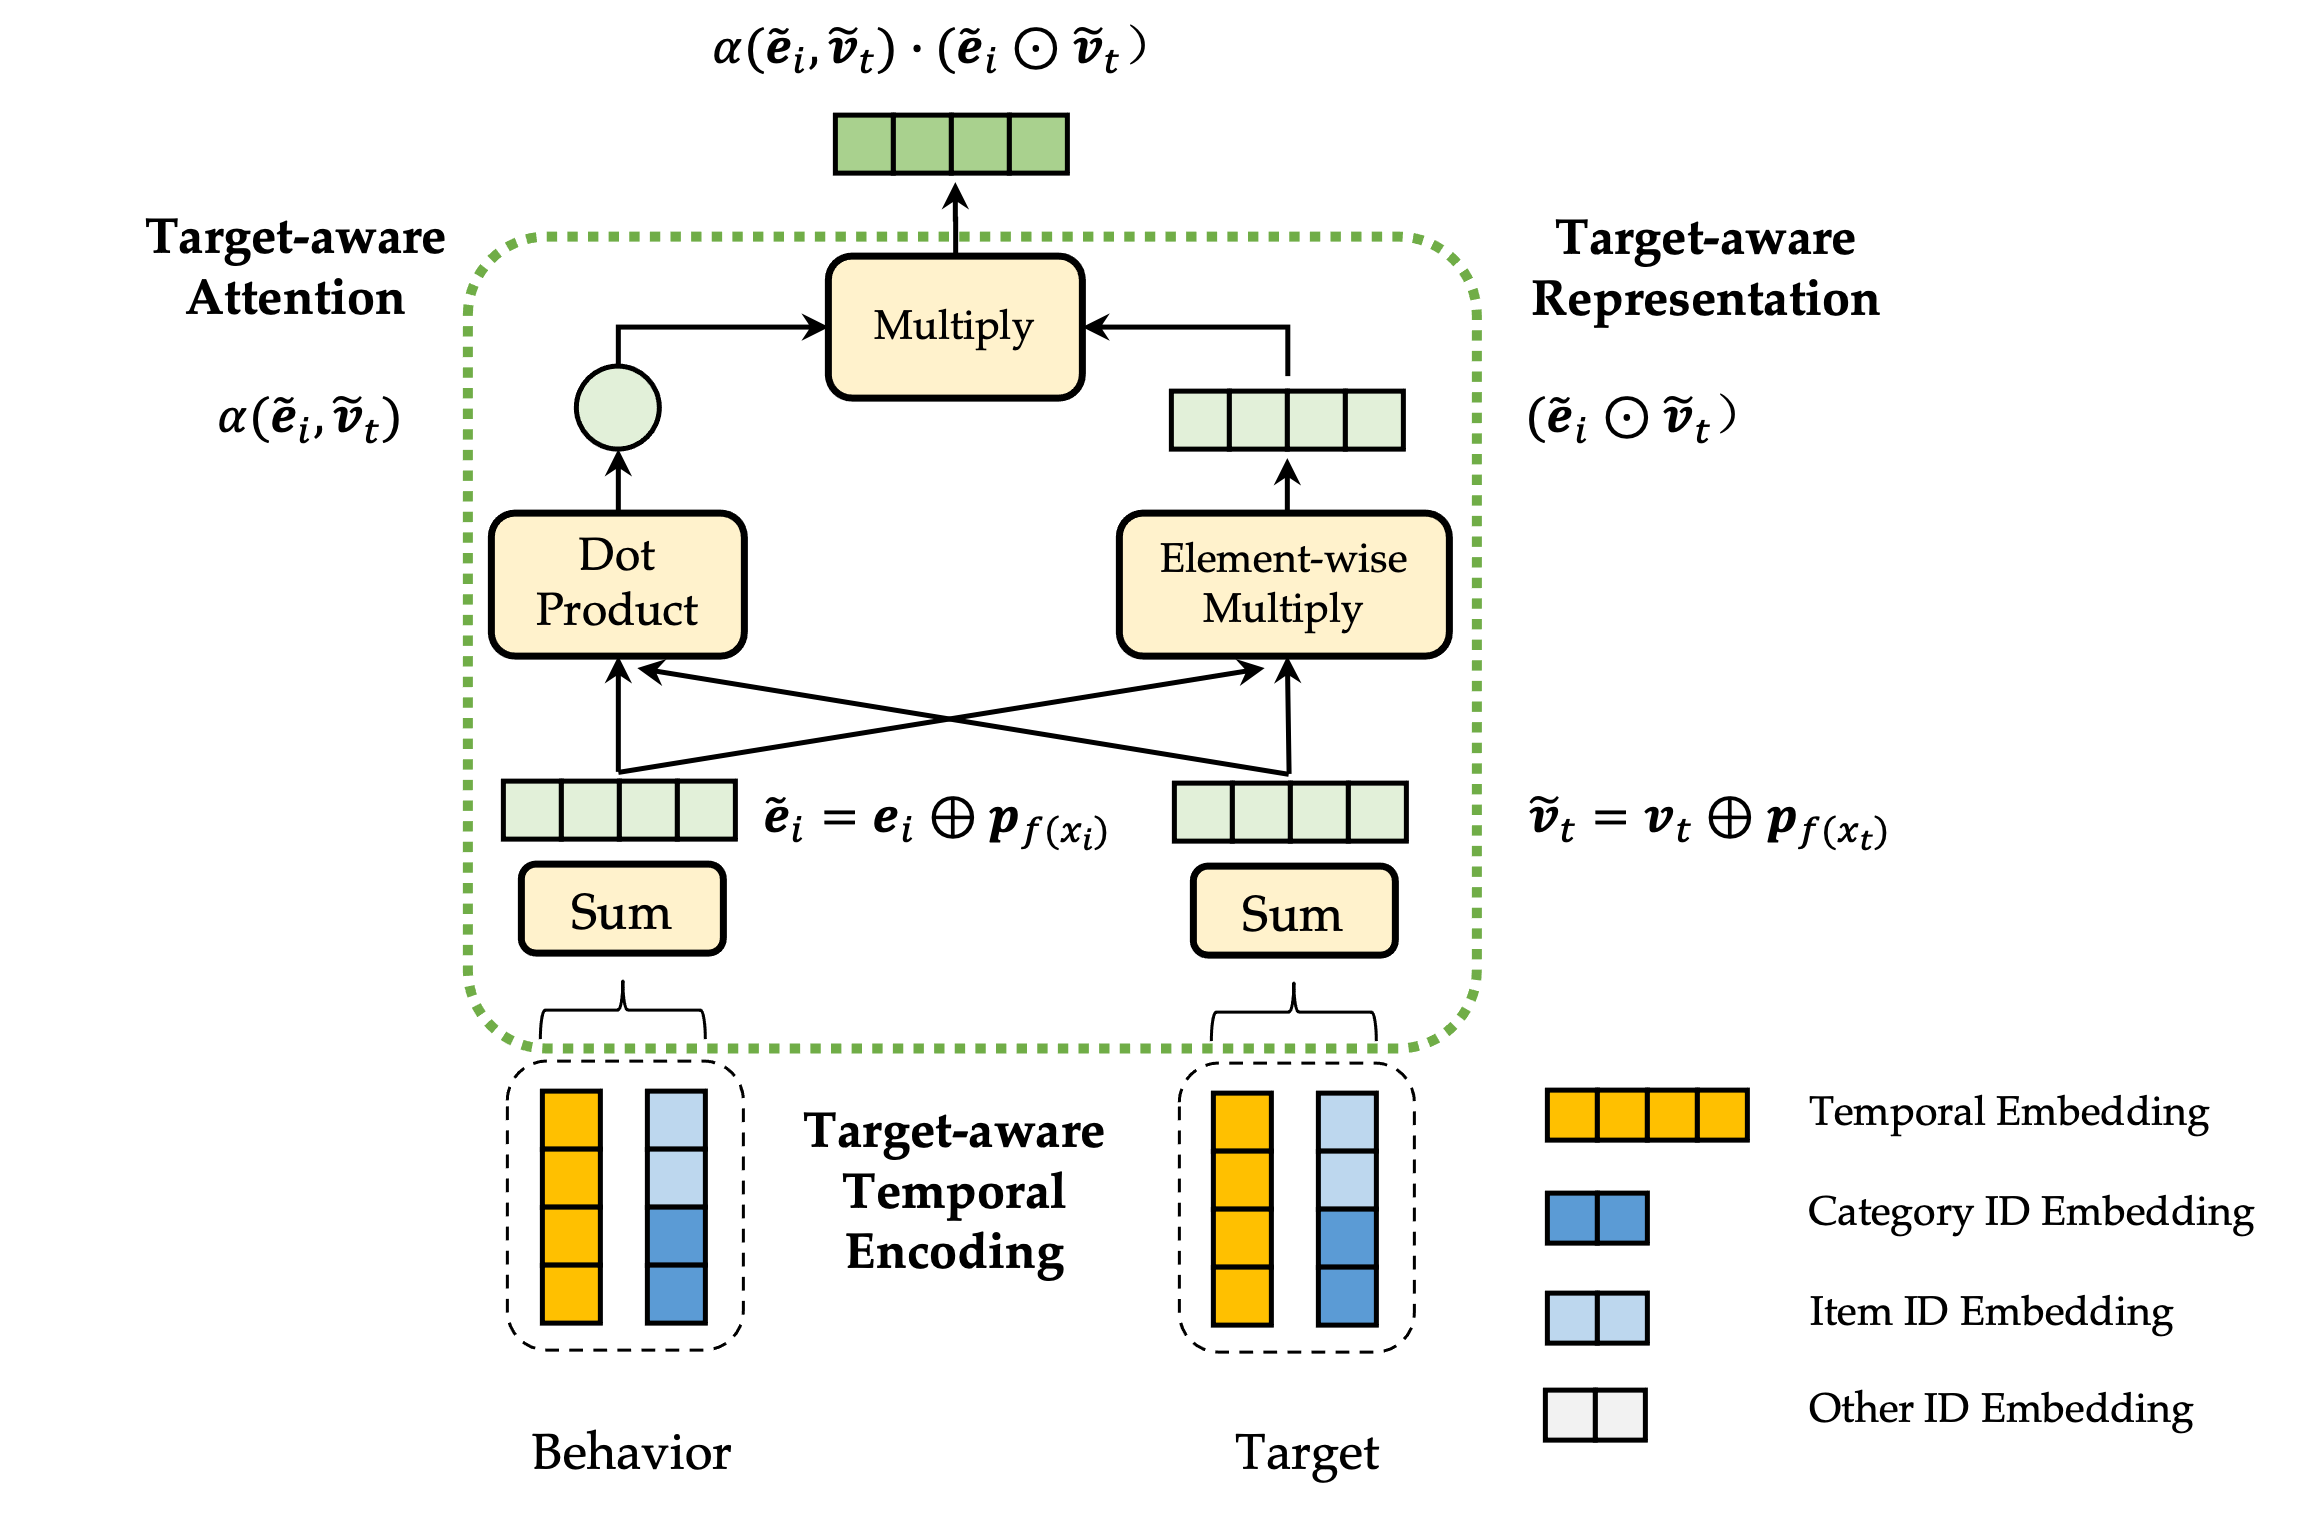 α(ẽ_i, ṽ_t) · (ẽ_i ⊙ ṽ_t)
Target-aware
Attention
Target-aware
Representation
Multiply
α(ẽ_i, ṽ_t)
(ẽ_i ⊙ ṽ_t)
Dot
Product
Element-wise
Multiply
ẽ_i = e_i ⊕ p_f(x_i)
ṽ_t = v_t ⊕ p_f(x_t)
Sum
Sum
Target-aware
Temporal
Encoding
Temporal Embedding
Category ID Embedding
Item ID Embedding
Other ID Embedding
Behavior
Target